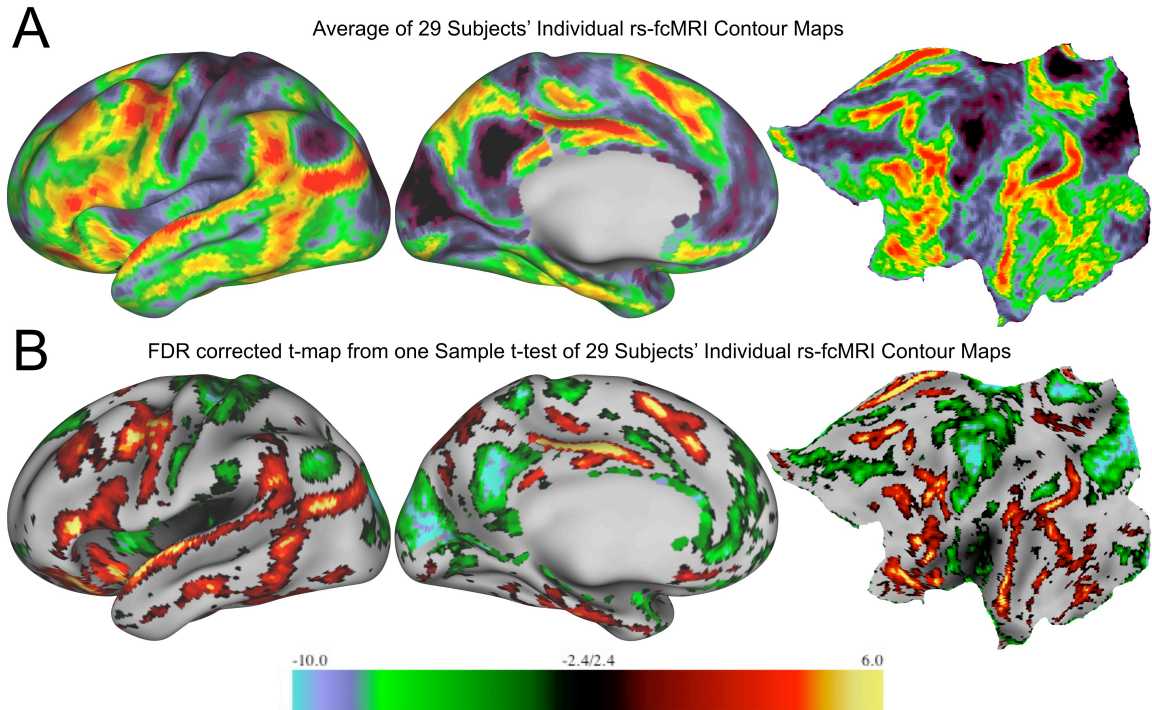 A
Average of 29 Subjects’ Individual rs-fcMRI Contour Maps
B
FDR corrected t-map from one Sample t-test of 29 Subjects’ Individual rs-fcMRI Contour Maps
-10.0 -2.4/2.4 6.0